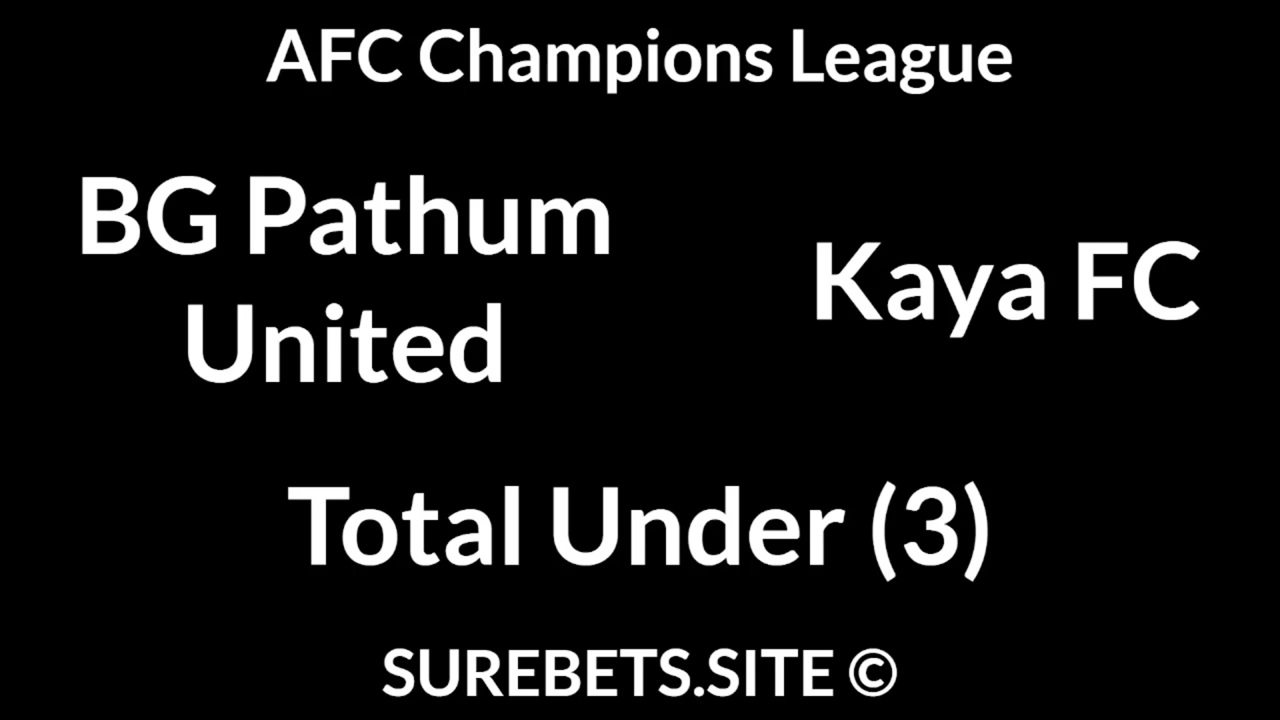 AFC Champions League
BG Pathum
United
Kaya FC
Total Under (3)
SUREBETS.SITE ©